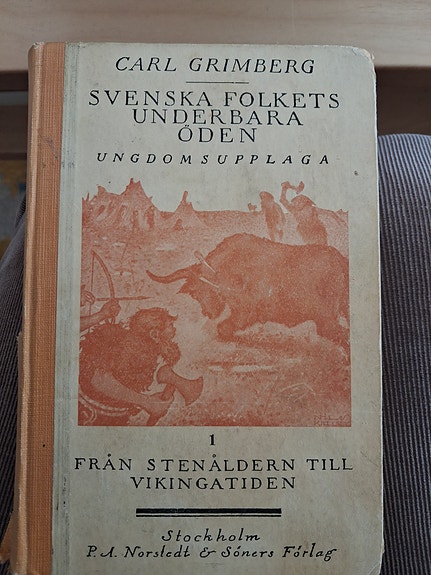 CARL GRIMBERG
SVENSKA FOLKETS
UNDERBARA
ÖDEN
UNGDOMSUPPLAGA
1
FRÅN STENÅLDERN TILL
VIKINGATIDEN
Stockholm
P. A. Norstedt & Söners Förlag